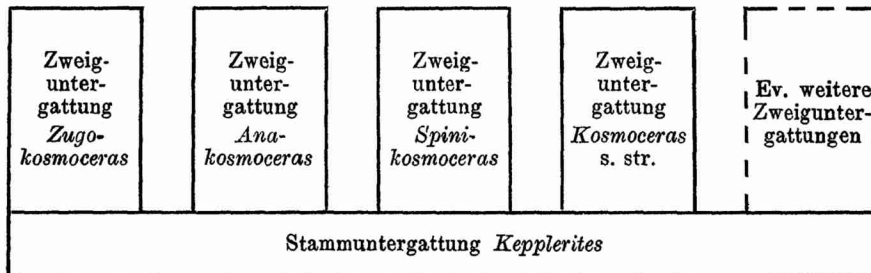 Zweig-
unter-
gattung
Zugo-
kosmoceras
Zweig-
unter-
gattung
Ana-
kosmoceras
Zweig-
unter-
gattung
Spini-
kosmoceras
Zweig-
unter-
gattung
Kosmoceras
s. str.
Ev. weitere
Zweigunter-
gattungen
Stammuntergattung Kepplerites